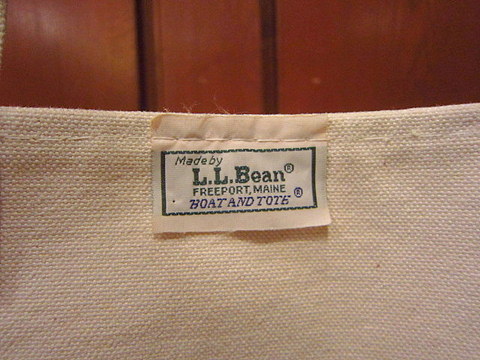 Made by
L.L.Bean®
FREEPORT, MAINE
BOAT AND TOTE®